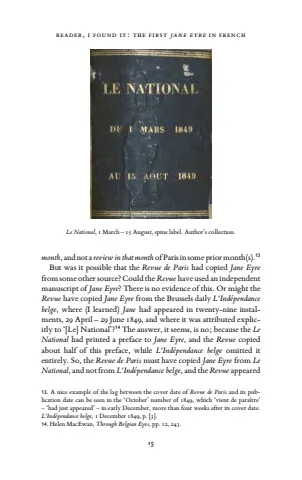 READER, I FOUND IT: THE FIRST JANE EYRE IN FRENCH
LE NATIONAL
DU 1 MARS 1849
AU 15 AOUT 1849
Le National, 1 March – 15 August, spine label. Author's collection.
month, and not a review in that month of Paris in some prior month(s).¹³
But was it possible that the Revue de Paris had copied Jane Eyre
from some other source? Could the Revue have used an independent
manuscript of Jane Eyre? There is no evidence of this. Or might the
Revue have copied Jane Eyre from the Brussels daily L'Indépendance
belge, where (I learned) Jane had appeared in twenty-nine instal-
ments, 29 April – 29 June 1849, and where it was attributed explic-
itly to '[Le] National'?¹⁴ The answer, it seems, is no; because the Le
National had printed a preface to Jane Eyre, and the Revue copied
about half of this preface, while L'Indépendance belge omitted it
entirely. So, the Revue de Paris must have copied Jane Eyre from Le
National, and not from L'Indépendance belge, and the Revue appeared
13. A nice example of the lag between the cover date of Revue de Paris and its pub-
lication date can be seen in the 'October' number of 1849, which 'vient de paraître'
– 'had just appeared' – in early December, more than four weeks after its cover date.
L'Indépendance belge, 1 December 1849, p. [3].
14. Helen MacEwan, Through Belgian Eyes, pp. 12, 243.
15